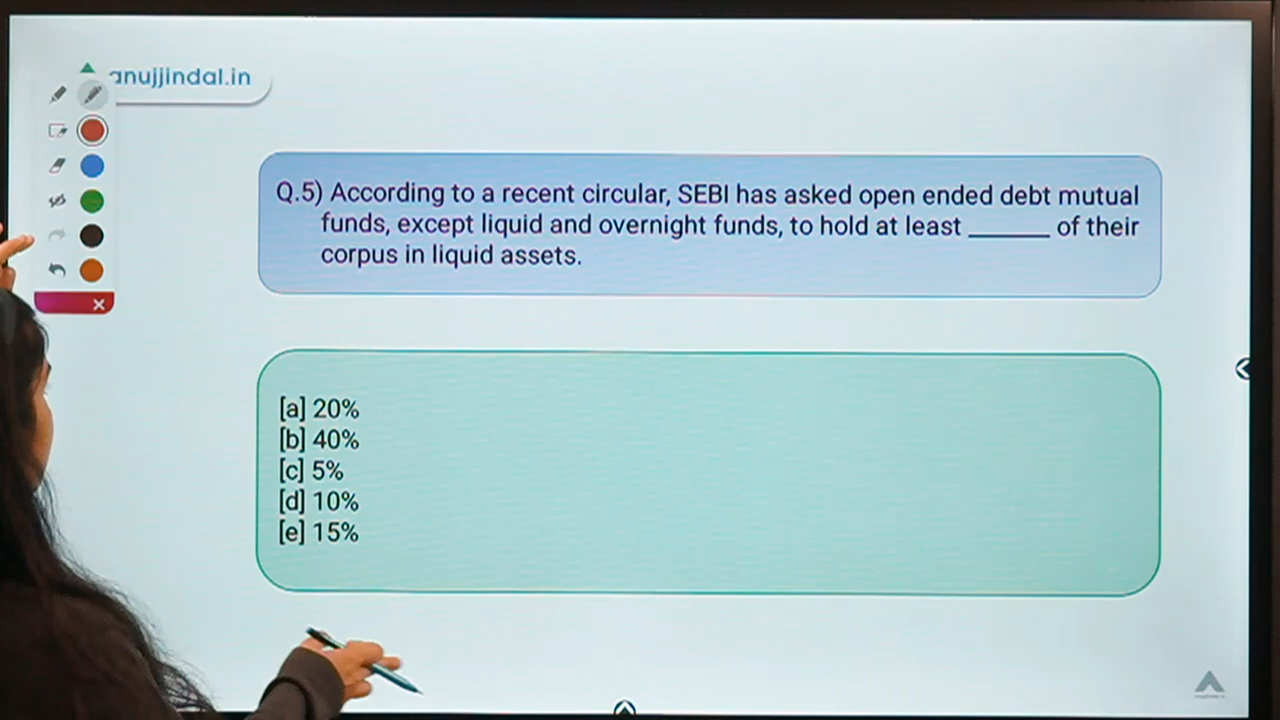 anujjindal.in
Q.5) According to a recent circular, SEBI has asked open ended debt mutual
funds, except liquid and overnight funds, to hold at least ______ of their
corpus in liquid assets.
[a] 20%
[b] 40%
[c] 5%
[d] 10%
[e] 15%